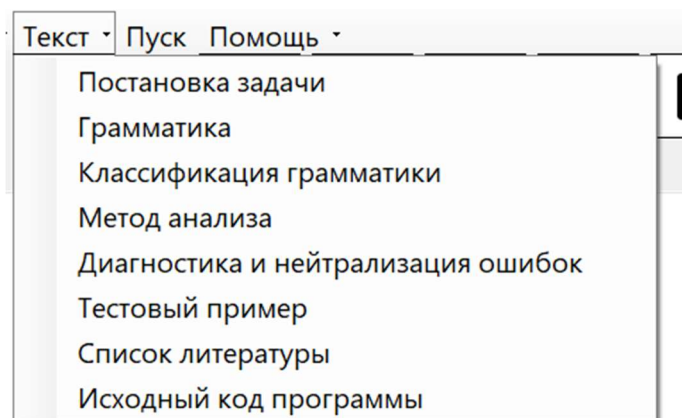 Текст Пуск Помощь
Постановка задачи
Грамматика
Классификация грамматики
Метод анализа
Диагностика и нейтрализация ошибок
Тестовый пример
Список литературы
Исходный код программы